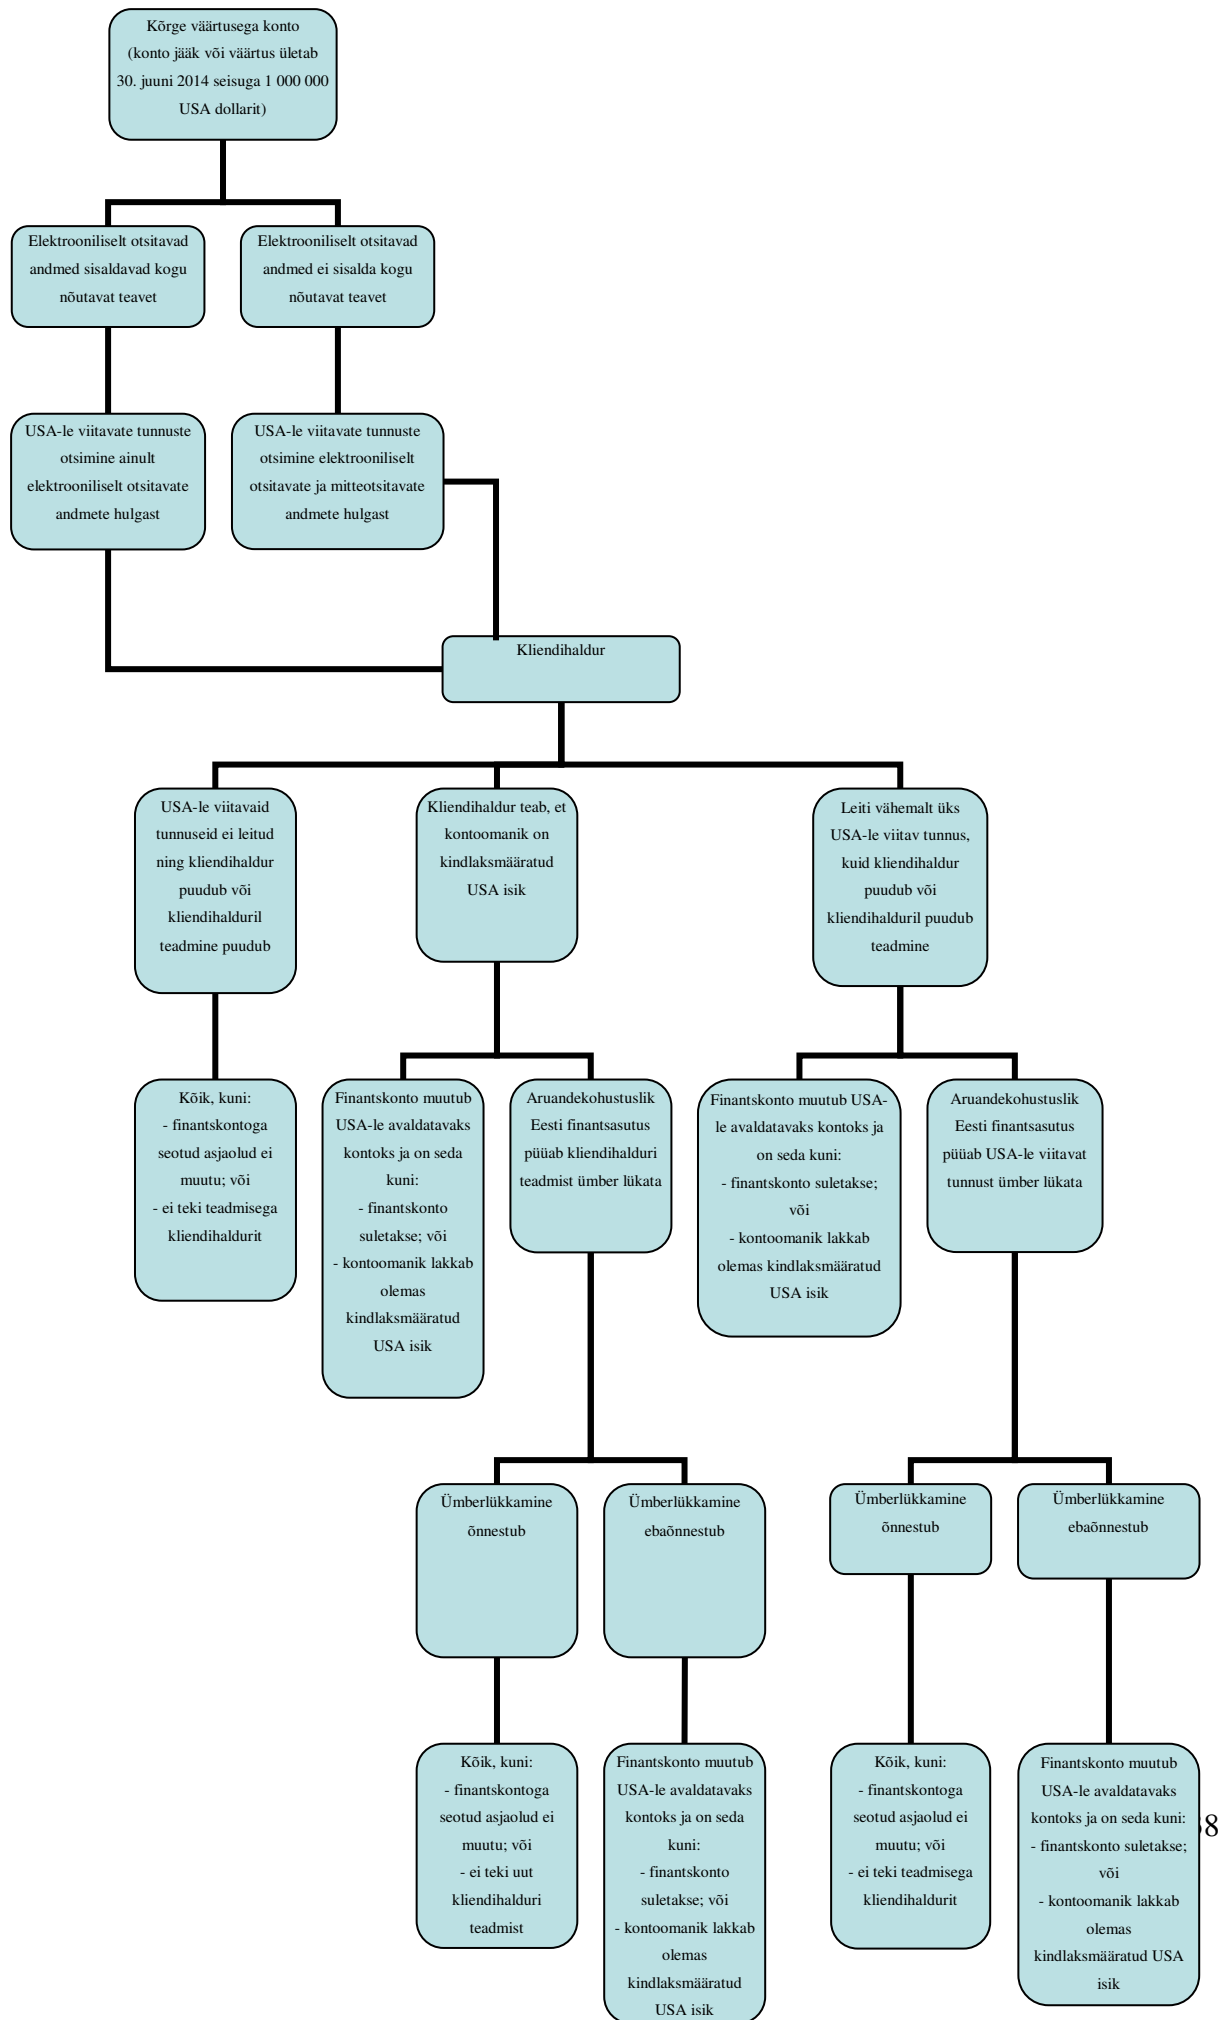 Kõrge väärtusega konto
(konto jääk või väärtus ületab
30. juuni 2014 seisuga 1 000 000
USA dollarit)
Elektrooniliselt otsitavad
andmed sisaldavad kogu
nõutavat teavet
Elektrooniliselt otsitavad
andmed ei sisalda kogu
nõutavat teavet
USA-le viitavate tunnuste
otsimine ainult
elektrooniliselt otsitavate
andmete hulgast
USA-le viitavate tunnuste
otsimine elektrooniliselt
otsitavate ja mitteotsitavate
andmete hulgast
Kliendihaldur
USA-le viitavaid
tunnuseid ei leitud
ning kliendihaldur
puudub või
kliendihalduril
teadmine puudub
Kliendihaldur teab, et
kontoomanik on
kindlaksmääratud
USA isik
Leiti vähemalt üks
USA-le viitav tunnus,
kuid kliendihaldur
puudub või
kliendihalduril puudub
teadmine
Kõik, kuni:
- finantskontoga
seotud asjaolud ei
muutu; või
- ei teki teadmisega
kliendihaldurit
Finantskonto muutub
USA-le avaldatavaks
kontoks ja on seda
kuni:
- finantskonto
suletakse; või
- kontoomanik lakkab
olemas
kindlaksmääratud
USA isik
Aruandekohustuslik
Eesti finantsasutus
püüab kliendihalduri
teadmist ümber lükata
Finantskonto muutub USA-
le avaldatavaks kontoks ja
on seda kuni:
- finantskonto suletakse;
või
- kontoomanik lakkab
olemas kindlaksmääratud
USA isik
Aruandekohustuslik
Eesti finantsasutus
püüab USA-le viitavat
tunnust ümber lükata
Ümberlükkamine
õnnestub
Ümberlükkamine
ebaõnnestub
Ümberlükkamine
õnnestub
Ümberlükkamine
ebaõnnestub
Kõik, kuni:
- finantskontoga
seotud asjaolud ei
muutu; või
- ei teki uut
kliendihalduri
teadmist
Finantskonto muutub
USA-le avaldatavaks
kontoks ja on seda
kuni:
- finantskonto
suletakse; või
- kontoomanik lakkab
olemas
kindlaksmääratud
USA isik
Kõik, kuni:
- finantskontoga
seotud asjaolud ei
muutu; või
- ei teki teadmisega
kliendihaldurit
Finantskonto muutub
USA-le avaldatavaks
kontoks ja on seda kuni:
- finantskonto suletakse;
või
- kontoomanik lakkab
olemas
kindlaksmääratud USA
isik